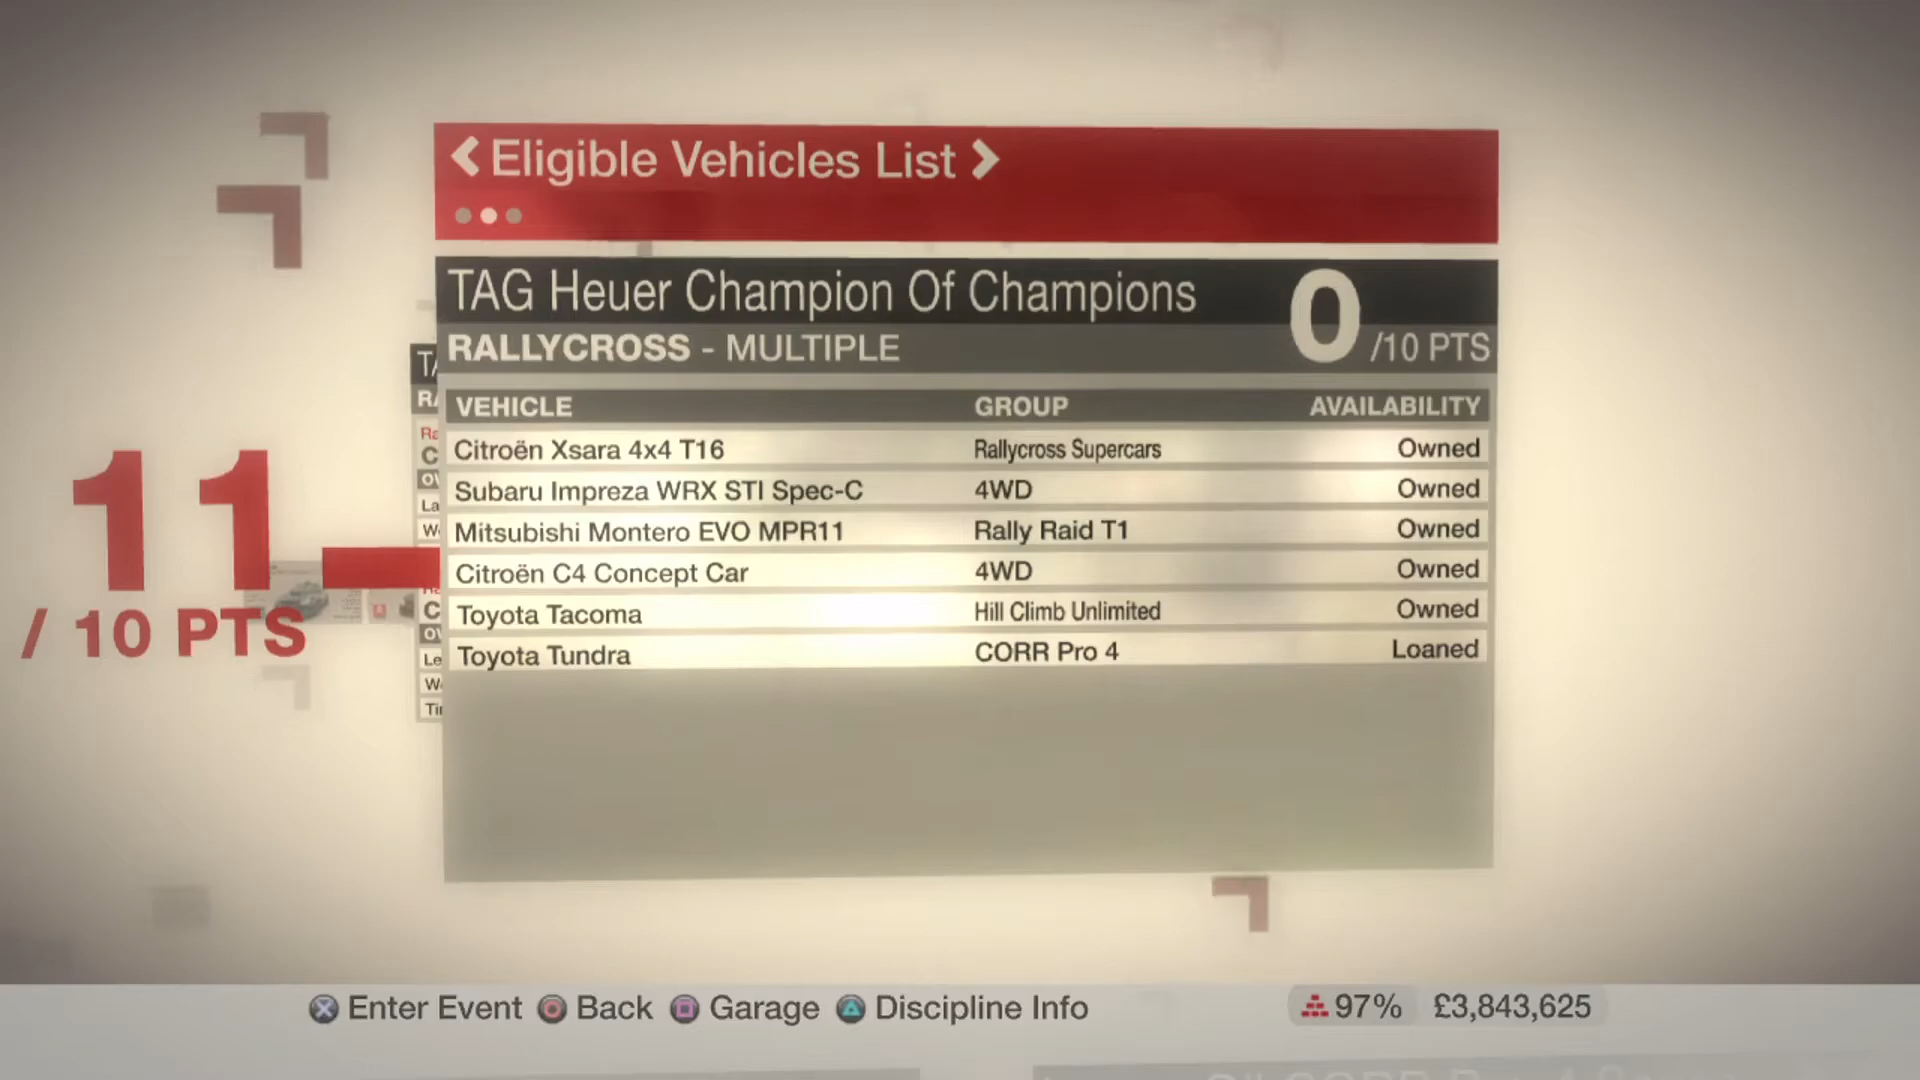 Eligible Vehicles List
TAG Heuer Champion Of Champions
RALLYCROSS - MULTIPLE
0/10 PTS
VEHICLE GROUP AVAILABILITY
Citroën Xsara 4x4 T16 Rallycross Supercars Owned
Subaru Impreza WRX STI Spec-C 4WD Owned
Mitsubishi Montero EVO MPR11 Rally Raid T1 Owned
Citroën C4 Concept Car 4WD Owned
Toyota Tacoma Hill Climb Unlimited Owned
Toyota Tundra CORR Pro 4 Loaned
11
/ 10 PTS
Enter Event Back Garage Discipline Info 97% £3,843,625